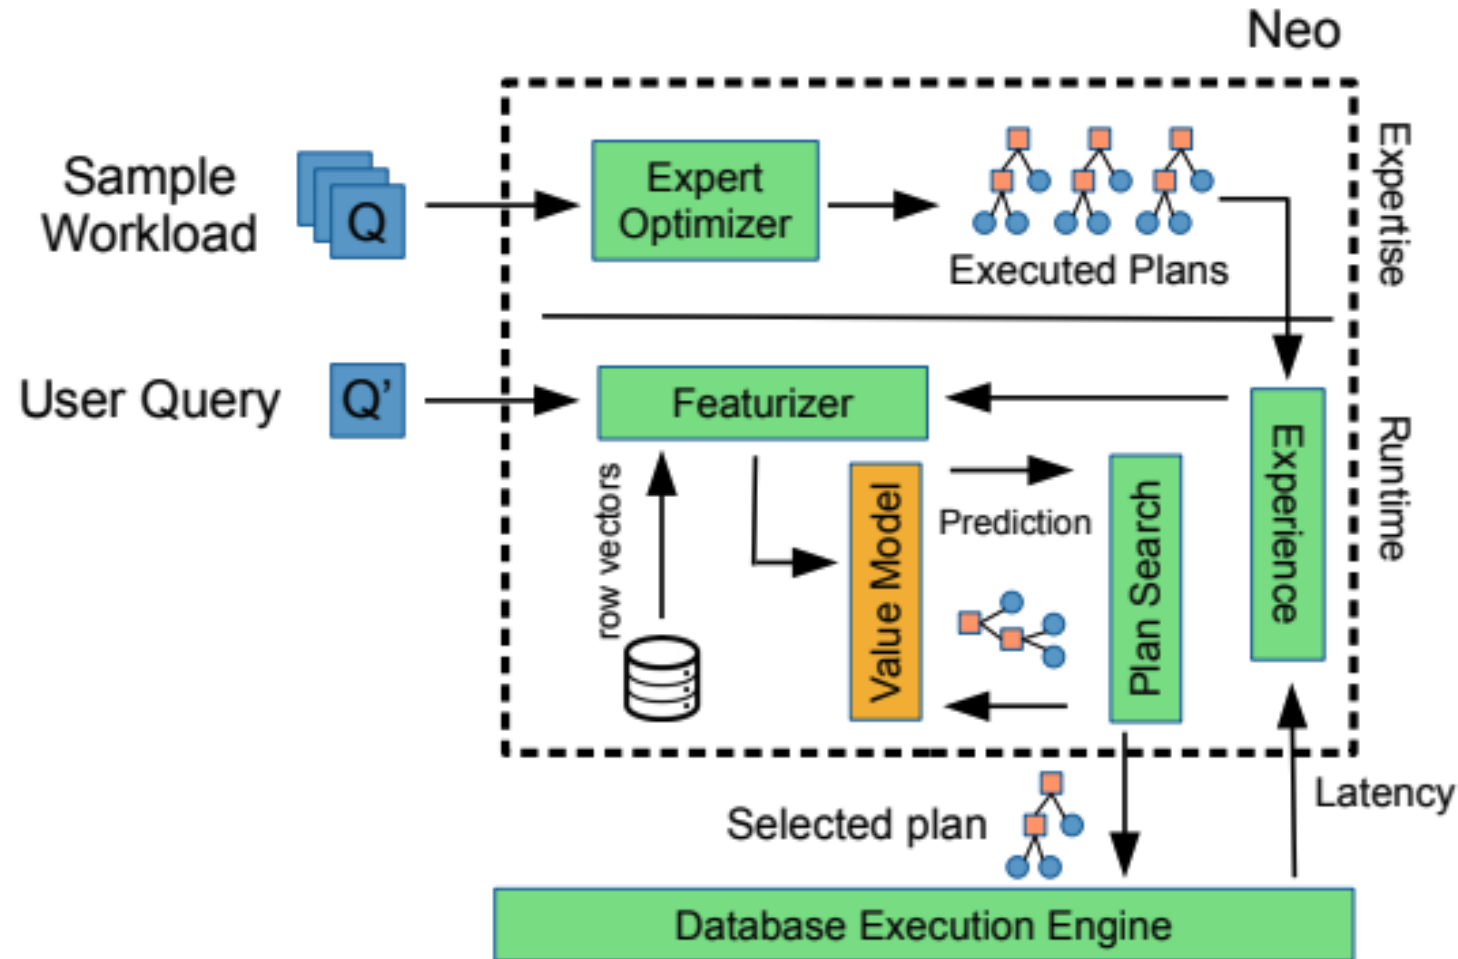 Neo
Sample
Workload
Q
Expert
Optimizer
Executed Plans
Expertise
User Query
Q’
Featurizer
Runtime
row vectors
Value Model
Prediction
Plan Search
Experience
Selected plan
Latency
Database Execution Engine